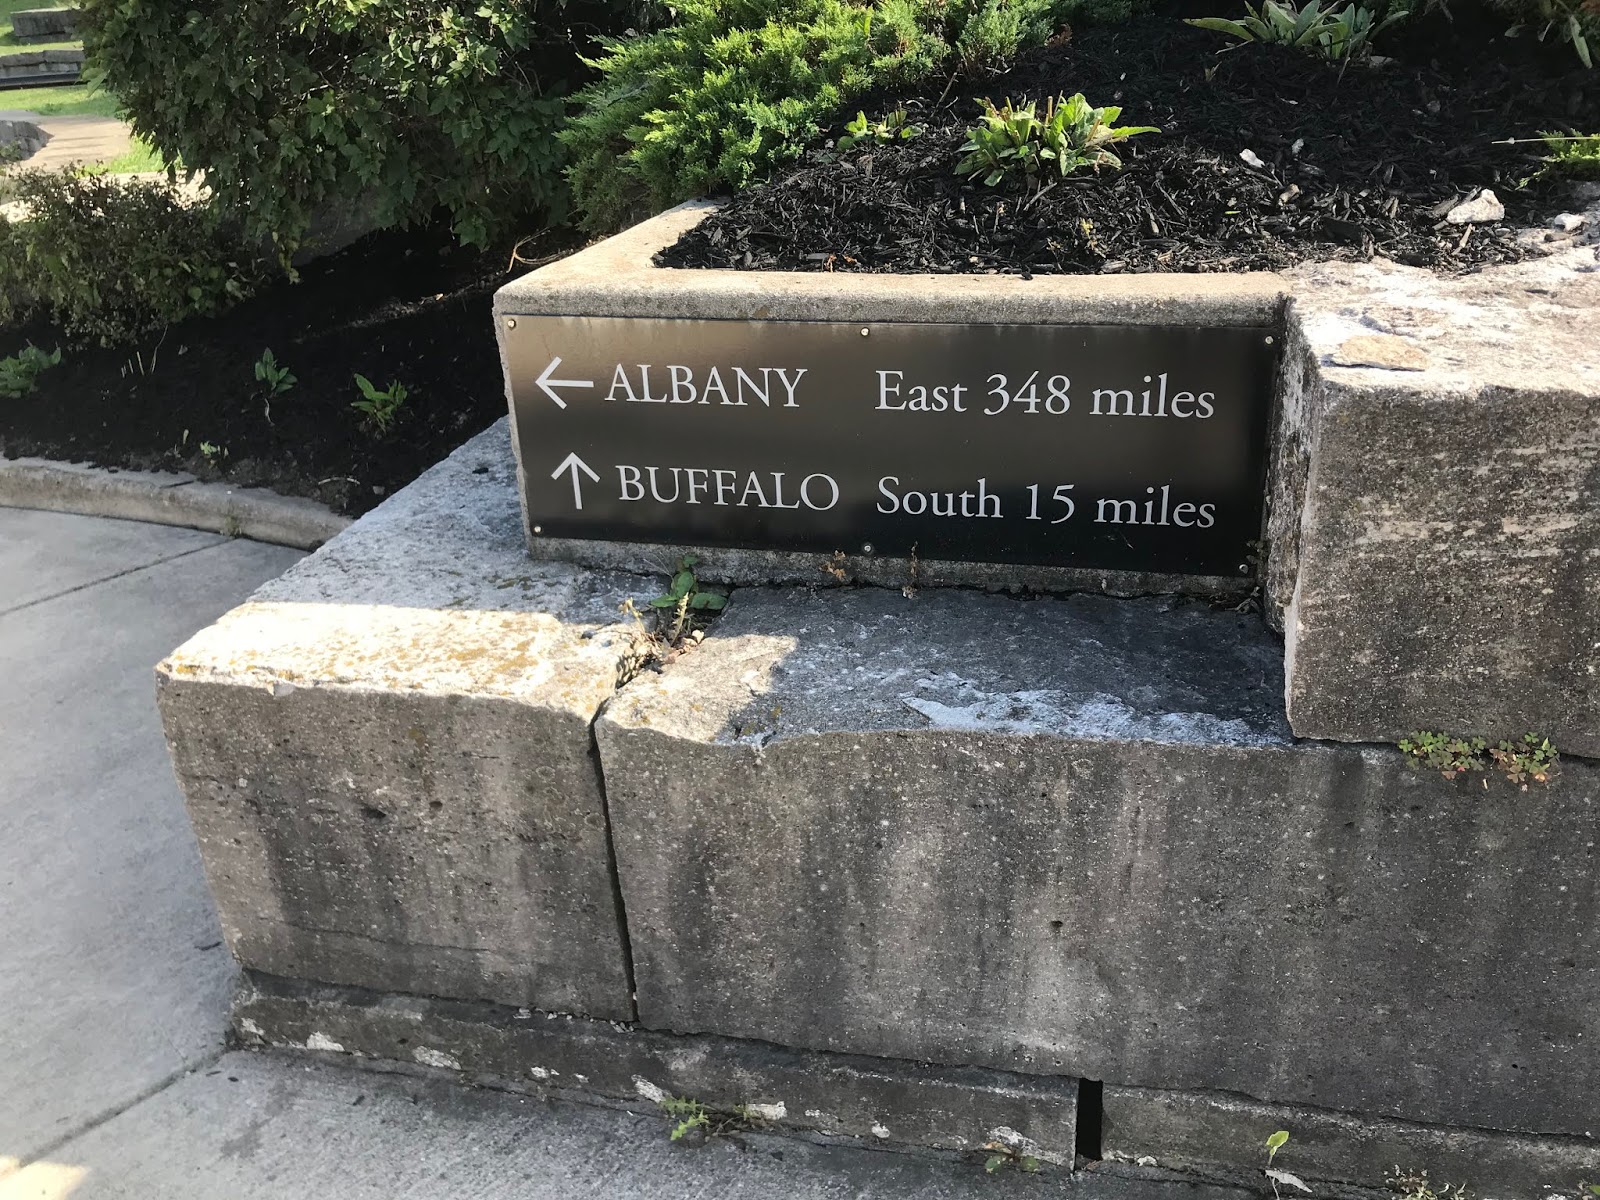 ← ALBANY East 348 miles
↑ BUFFALO South 15 miles